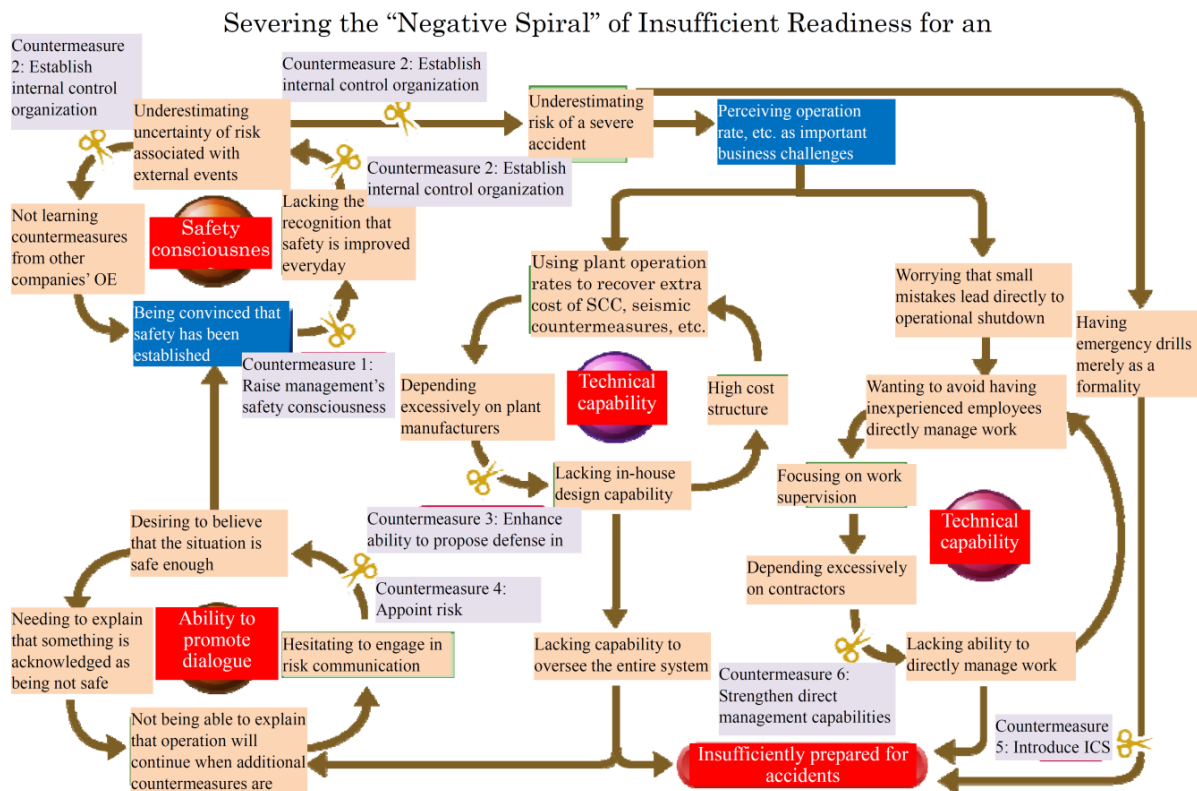 Severing the “Negative Spiral” of Insufficient Readiness for an
Countermeasure
2: Establish
internal control
organization
Countermeasure 2: Establish
internal control organization
Underestimating
uncertainty of risk
associated with
external events
Underestimating
risk of a severe
accident
Perceiving operation
rate, etc. as important
business challenges
Countermeasure 2: Establish
internal control organization
Not learning
countermeasures
from other
companies’ OE
Safety
consciousnes
Lacking the
recognition that
safety is improved
everyday
Being convinced that
safety has been
established
Countermeasure 1:
Raise management’s
safety consciousness
Using plant operation
rates to recover extra
cost of SCC, seismic
countermeasures, etc.
Worrying that small
mistakes lead directly to
operational shutdown
Having
emergency drills
merely as a
formality
Depending
excessively on plant
manufacturers
Technical
capability
High cost
structure
Wanting to avoid having
inexperienced employees
directly manage work
Lacking in-house
design capability
Focusing on work
supervision
Technical
capability
Countermeasure 3: Enhance
ability to propose defense in
Desiring to believe
that the situation is
safe enough
Countermeasure 4:
Appoint risk
Depending excessively
on contractors
Needing to explain
that something is
acknowledged as
being not safe
Ability to
promote
dialogue
Hesitating to engage in
risk communication
Lacking capability to
oversee the entire system
Lacking ability to
directly manage work
Countermeasure 6:
Strengthen direct
management capabilities
Not being able to explain
that operation will
continue when additional
countermeasures are
Insufficiently prepared for
accidents
Countermeasure
5: Introduce ICS